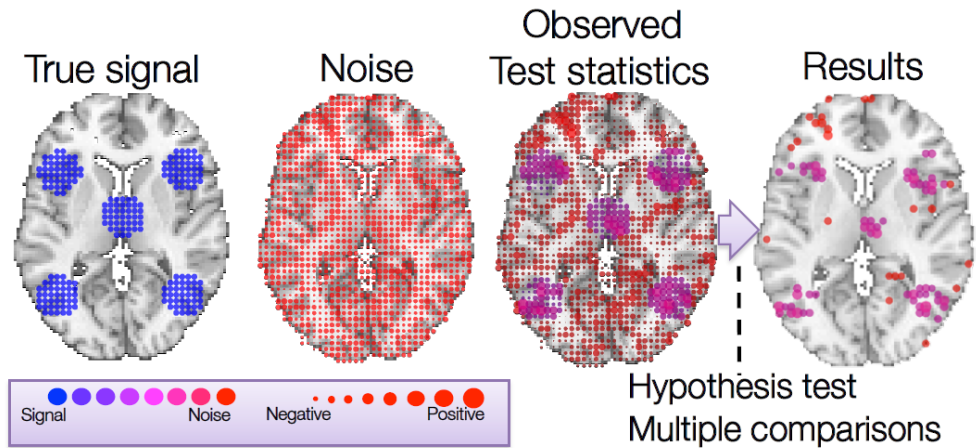 True signal
Noise
Observed
Test statistics
Results
Signal
Noise
Negative
Positive
Hypothesis test
Multiple comparisons